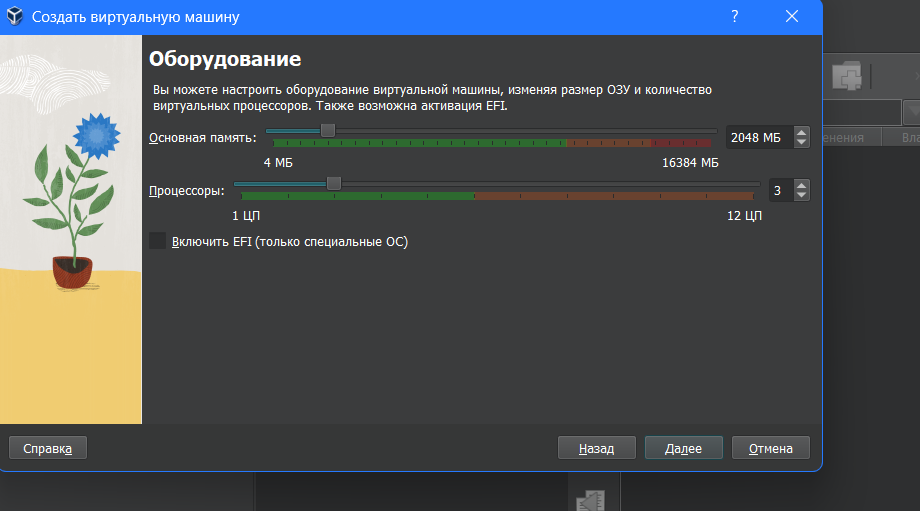 Создать виртуальную машину
?
Оборудование
Вы можете настроить оборудование виртуальной машины, изменяя размер ОЗУ и количество
виртуальных процессоров. Также возможна активация EFI.
Основная память:
2048 МБ
4 МБ
16384 МБ
Процессоры:
3
1 ЦП
12 ЦП
Включить EFI (только специальные ОС)
Справка
Назад
Далее
Отмена